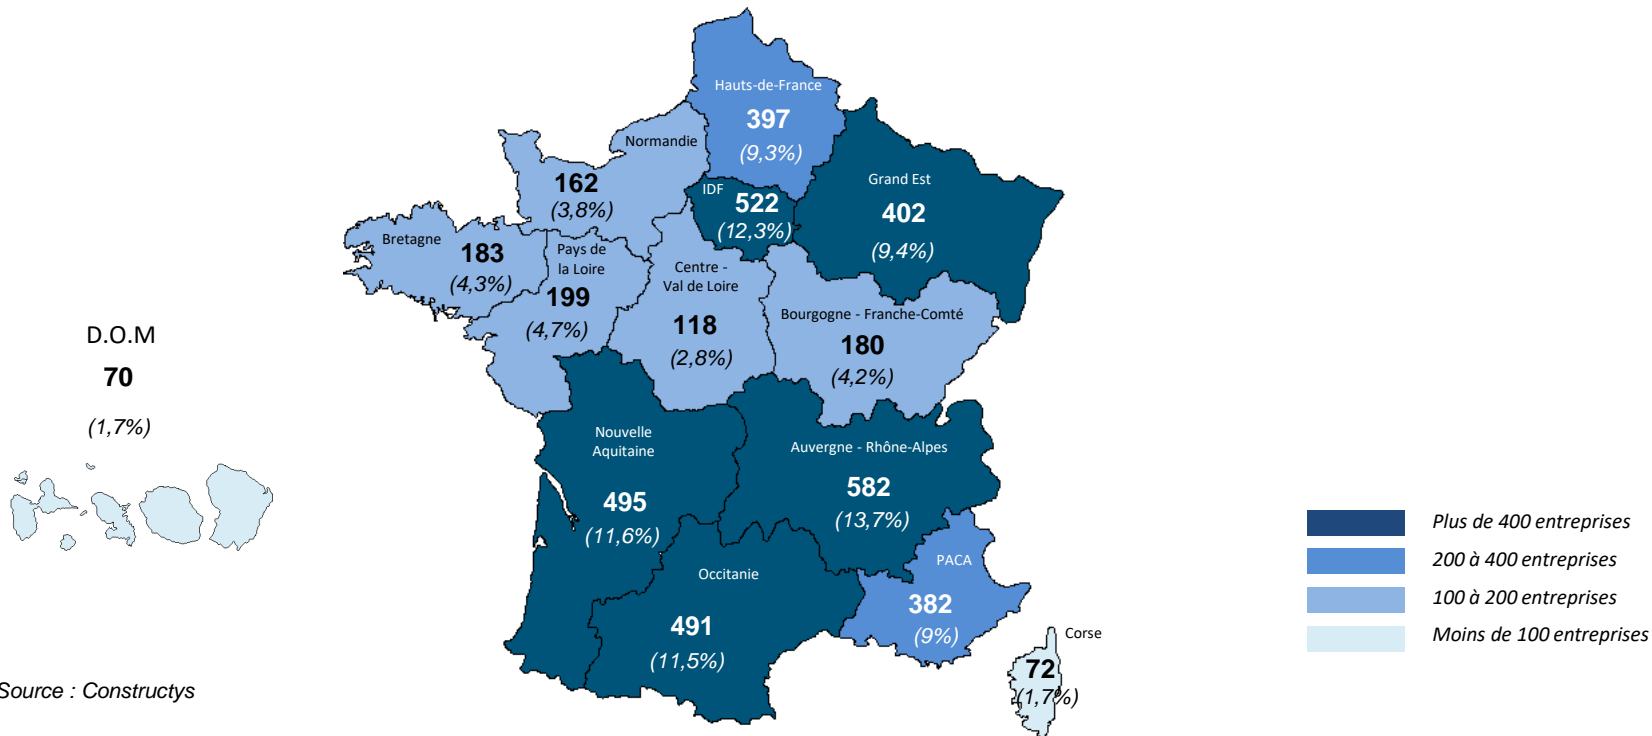 Hauts-de-France
397
(9,3%)
Normandie
162
(3,8%)
IDF
522
(12,3%)
Grand Est
402
(9,4%)
Bretagne
183
(4,3%)
Pays de
la Loire
199
(4,7%)
Centre -
Val de Loire
118
(2,8%)
Bourgogne - Franche-Comté
180
(4,2%)
D.O.M
70
(1,7%)
Nouvelle
Aquitaine
495
(11,6%)
Auvergne - Rhône-Alpes
582
(13,7%)
Occitanie
491
(11,5%)
PACA
382
(9%)
Corse
72
(1,7%)
Plus de 400 entreprises
200 à 400 entreprises
100 à 200 entreprises
Moins de 100 entreprises
Source : Constructys